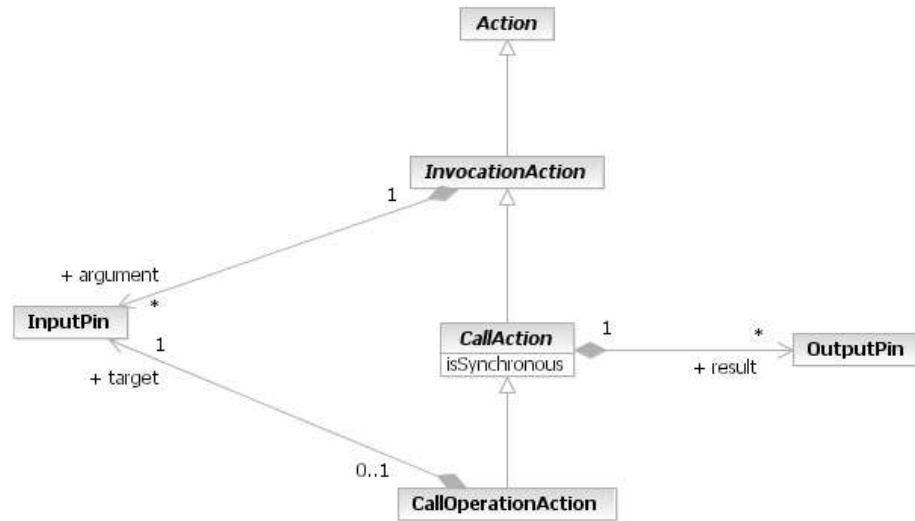 Action
InvocationAction
1
+ argument
*
InputPin
1
+ target
CallAction
isSynchronous
1
*
+ result
OutputPin
0..1
CallOperationAction